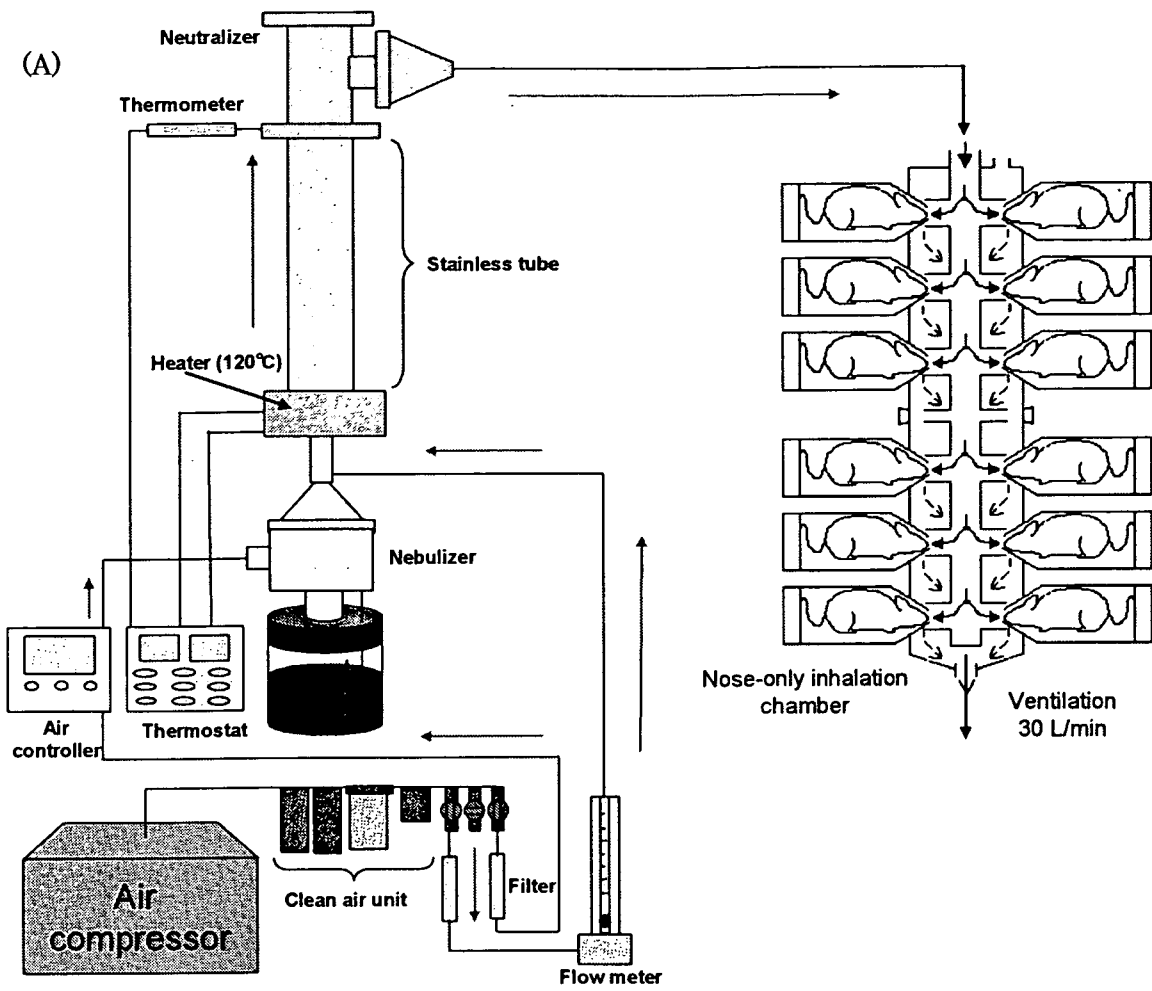 (A)
Neutralizer
Thermometer
Stainless tube
Heater (120°C)
Nebulizer
Air
controller
Thermostat
Nose-only inhalation
chamber
Ventilation
30 L/min
Clean air unit
Filter
Air
compressor
Flow meter